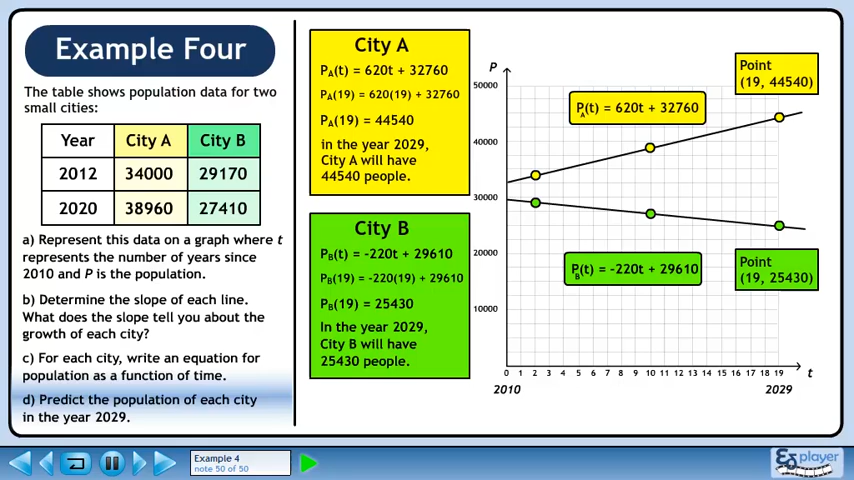 Example Four
The table shows population data for two
small cities:
Year City A City B
2012 34000 29170
2020 38960 27410
a) Represent this data on a graph where t
represents the number of years since
2010 and P is the population.
b) Determine the slope of each line.
What does the slope tell you about the
growth of each city?
c) For each city, write an equation for
population as a function of time.
d) Predict the population of each city
in the year 2029.
City A
PA(t) = 620t + 32760
PA(19) = 620(19) + 32760
PA(19) = 44540
in the year 2029,
City A will have
44540 people.
City B
PB(t) = -220t + 29610
PB(19) = -220(19) + 29610
PB(19) = 25430
In the year 2029,
City B will have
25430 people.
P
50000
40000
30000
20000
10000
Point
(19, 44540)
PA(t) = 620t + 32760
PB(t) = -220t + 29610
Point
(19, 25430)
0 1 2 3 4 5 6 7 8 9 10 11 12 13 14 15 16 17 18 19 t
2010 2029
Example 4
note 50 of 50
player